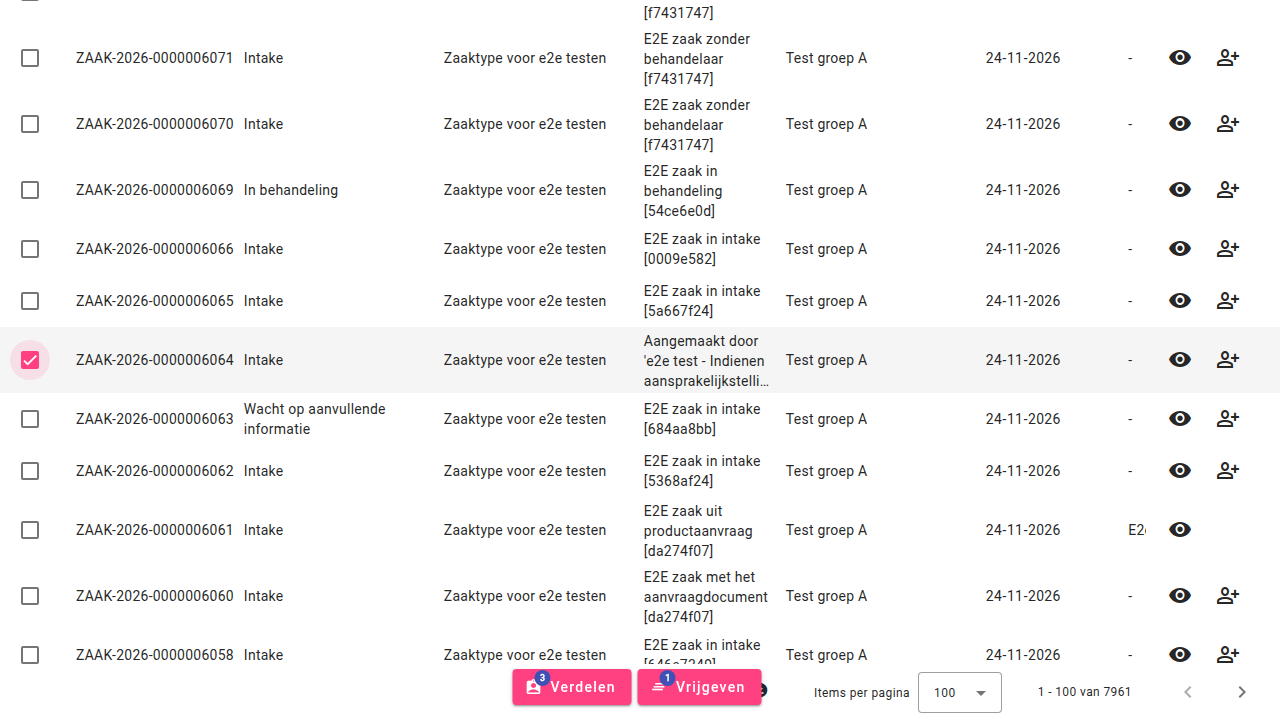 [f7431747]
ZAAK-2026-0000006071 Intake Zaaktype voor e2e testen E2E zaak zonder Test groep A 24-11-2026 -
behandelaar
[f7431747]
ZAAK-2026-0000006070 Intake Zaaktype voor e2e testen E2E zaak zonder Test groep A 24-11-2026 -
behandelaar
[f7431747]
ZAAK-2026-0000006069 In behandeling Zaaktype voor e2e testen E2E zaak in Test groep A 24-11-2026 -
behandeling
[54ce6e0d]
ZAAK-2026-0000006066 Intake Zaaktype voor e2e testen E2E zaak in intake Test groep A 24-11-2026 -
[0009e582]
ZAAK-2026-0000006065 Intake Zaaktype voor e2e testen E2E zaak in intake Test groep A 24-11-2026 -
[5a667f24]
ZAAK-2026-0000006064 Intake Zaaktype voor e2e testen Aangemaakt door Test groep A 24-11-2026 -
'e2e test - Indienen
aansprakelijkstelli…
ZAAK-2026-0000006063 Wacht op aanvullende Zaaktype voor e2e testen E2E zaak in intake Test groep A 24-11-2026 -
informatie [684aa8bb]
ZAAK-2026-0000006062 Intake Zaaktype voor e2e testen E2E zaak in intake Test groep A 24-11-2026 -
[5368af24]
ZAAK-2026-0000006061 Intake Zaaktype voor e2e testen E2E zaak uit Test groep A 24-11-2026
productaanvraag
[da274f07]
ZAAK-2026-0000006060 Intake Zaaktype voor e2e testen E2E zaak met het Test groep A 24-11-2026 -
aanvraagdocument
[da274f07]
ZAAK-2026-0000006058 Intake Zaaktype voor e2e testen E2E zaak in intake Test groep A 24-11-2026 -
3 Verdelen 1 Vrijgeven Items per pagina 100 1 - 100 van 7961